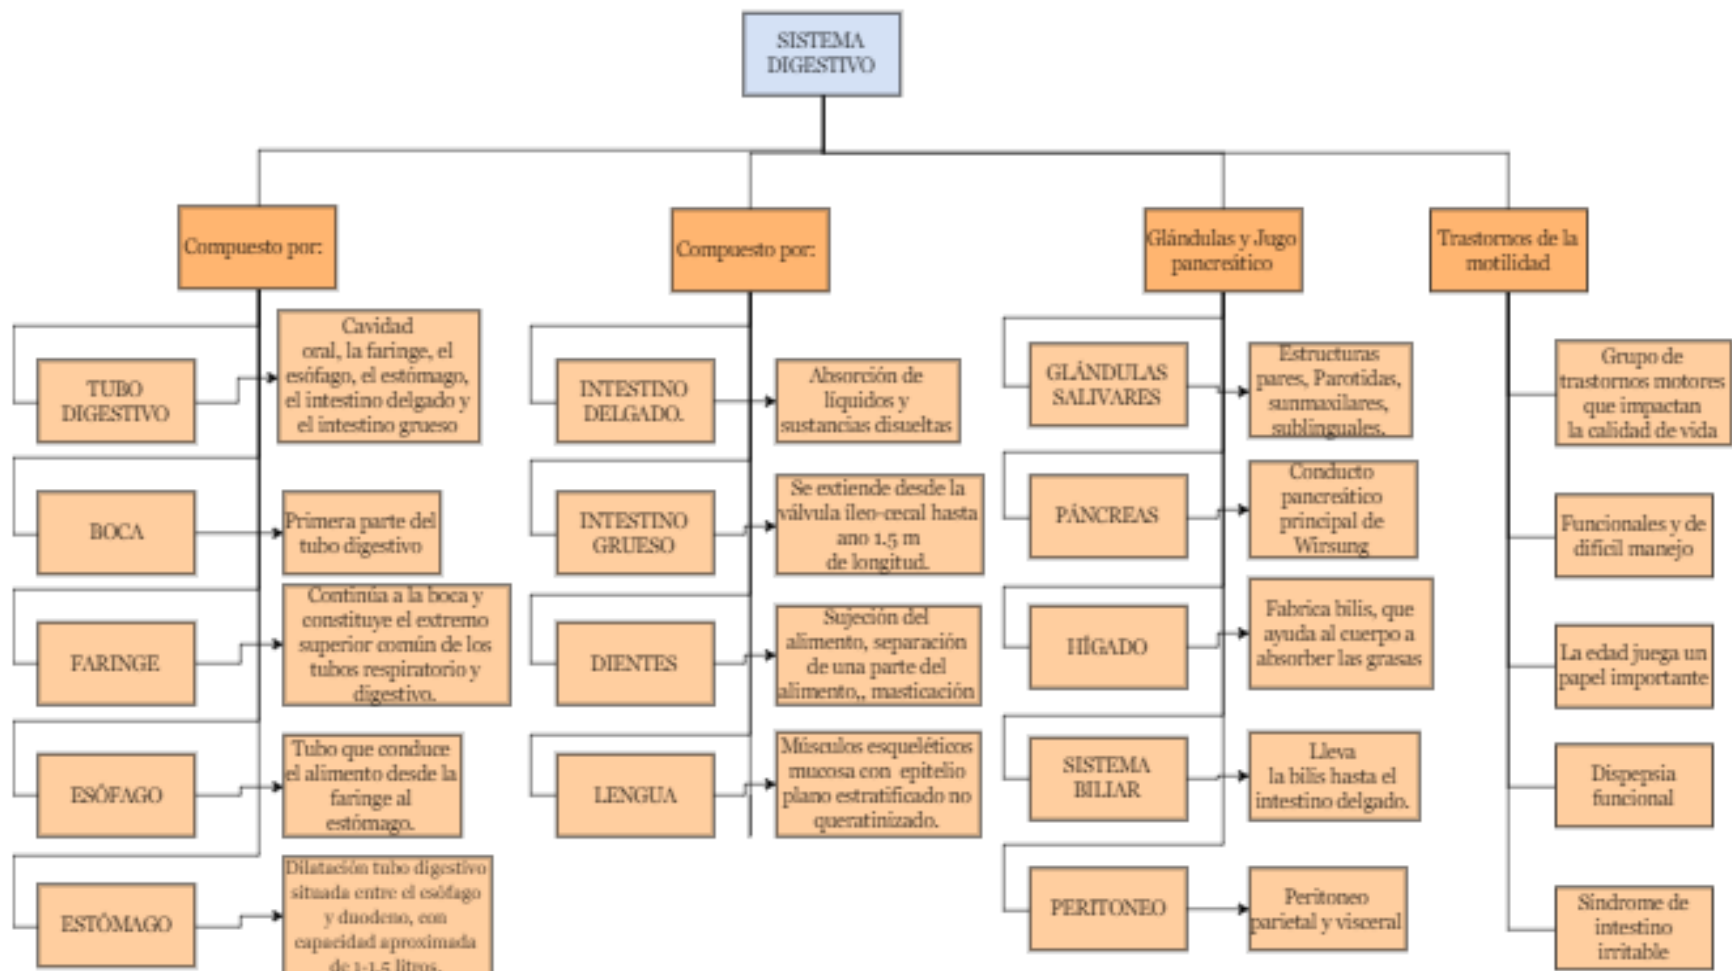 SISTEMA
DIGESTIVO
Compuesto por:
TUBO
DIGESTIVO
Cavidad
oral, la faringe, el
esófago, el estómago,
el intestino delgado y
el intestino grueso
BOCA
Primera parte del
tubo digestivo
FARINGE
Continúa a la boca y
constituye el extremo
superior común de los
tubos respiratorio y
digestivo.
ESÓFAGO
Tubo que conduce
el alimento desde la
faringe al
estómago.
ESTÓMAGO
Dilatación tubo digestivo
situada entre el esófago
y duodeno, con
capacidad aproximada
de 1-1.5 litros.
Compuesto por:
INTESTINO
DELGADO.
Absorción de
líquidos y
sustancias disueltas
INTESTINO
GRUESO
Se extiende desde la
válvula íleo-cecal hasta
ano 1.5 m
de longitud.
DIENTES
Sujeción del
alimento, separación
de una parte del
alimento,, masticación
LENGUA
Músculos esqueléticos
mucosa con epitelio
plano estratificado no
queratinizado.
Glándulas y Jugo
pancreático
GLÁNDULAS
SALIVARES
Estructuras
pares, Parotidas,
sunmaxilares,
sublinguales.
PÁNCREAS
Conducto
pancreático
principal de
Wirsung
HÍGADO
Fabrica bilis, que
ayuda al cuerpo a
absorber las grasas
SISTEMA
BILIAR
Lleva
la bilis hasta el
intestino delgado.
PERITONEO
Peritoneo
parietal y visceral
Trastornos de la
motilidad
Grupo de
trastornos motores
que impactan
la calidad de vida
Funcionales y de
difícil manejo
La edad juega un
papel importante
Dispepsia
funcional
Síndrome de
intestino
irritable